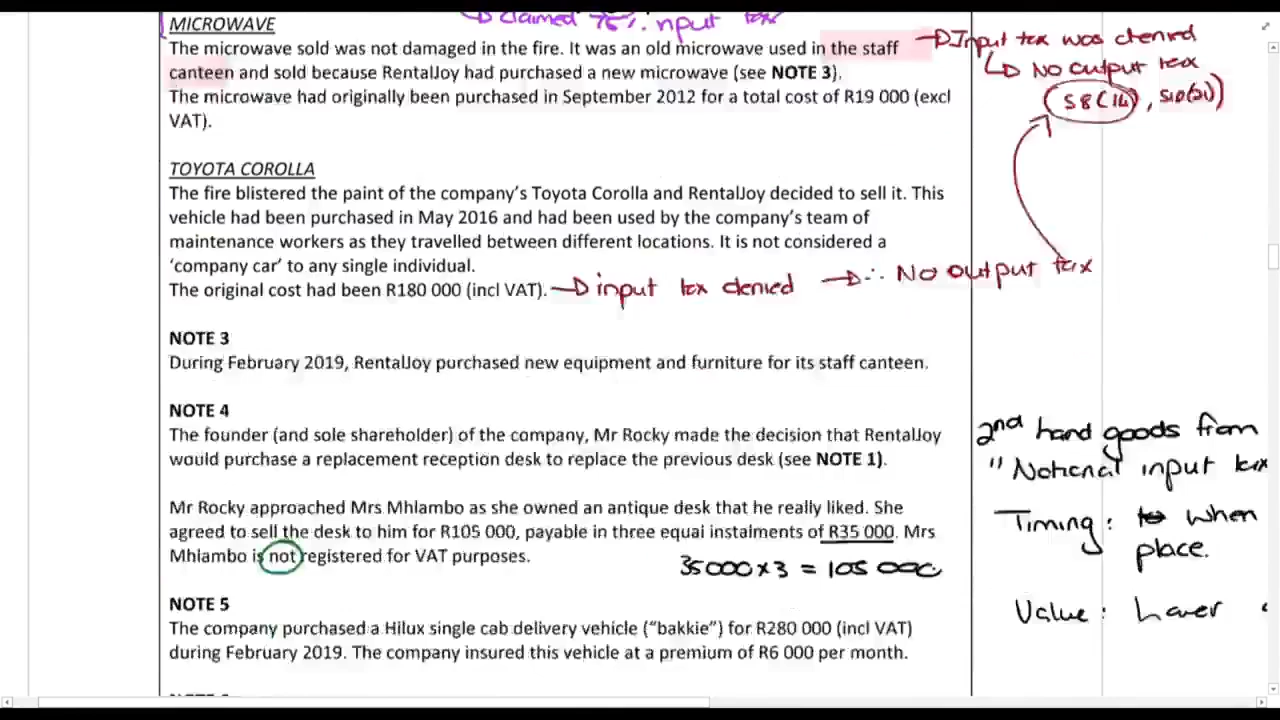 claimed 75% input tax
MICROWAVE
The microwave sold was not damaged in the fire. It was an old microwave used in the staff
canteen and sold because RentalJoy had purchased a new microwave (see NOTE 3).
The microwave had originally been purchased in September 2012 for a total cost of R19 000 (excl
VAT).
Input tax was denied
No output tax
S8(14), S10(21))
TOYOTA COROLLA
The fire blistered the paint of the company's Toyota Corolla and RentalJoy decided to sell it. This
vehicle had been purchased in May 2016 and had been used by the company's team of
maintenance workers as they travelled between different locations. It is not considered a
'company car' to any single individual.
The original cost had been R180 000 (incl VAT).
input tax denied → ∴ No output tax
NOTE 3
During February 2019, RentalJoy purchased new equipment and furniture for its staff canteen.
NOTE 4
The founder (and sole shareholder) of the company, Mr Rocky made the decision that RentalJoy
would purchase a replacement reception desk to replace the previous desk (see NOTE 1).
Mr Rocky approached Mrs Mhlambo as she owned an antique desk that he really liked. She
agreed to sell the desk to him for R105 000, payable in three equal instalments of R35 000. Mrs
Mhlambo is not registered for VAT purposes.
35000 x 3 = 105 000
2nd hand goods from
"Notional input tax
Timing: when
place.
Value: Lower
NOTE 5
The company purchased a Hilux single cab delivery vehicle ("bakkie") for R280 000 (incl VAT)
during February 2019. The company insured this vehicle at a premium of R6 000 per month.